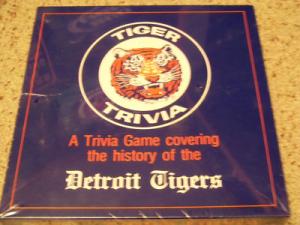 TIGER
TRIVIA
A Trivia Game covering
the history of the
Detroit Tigers